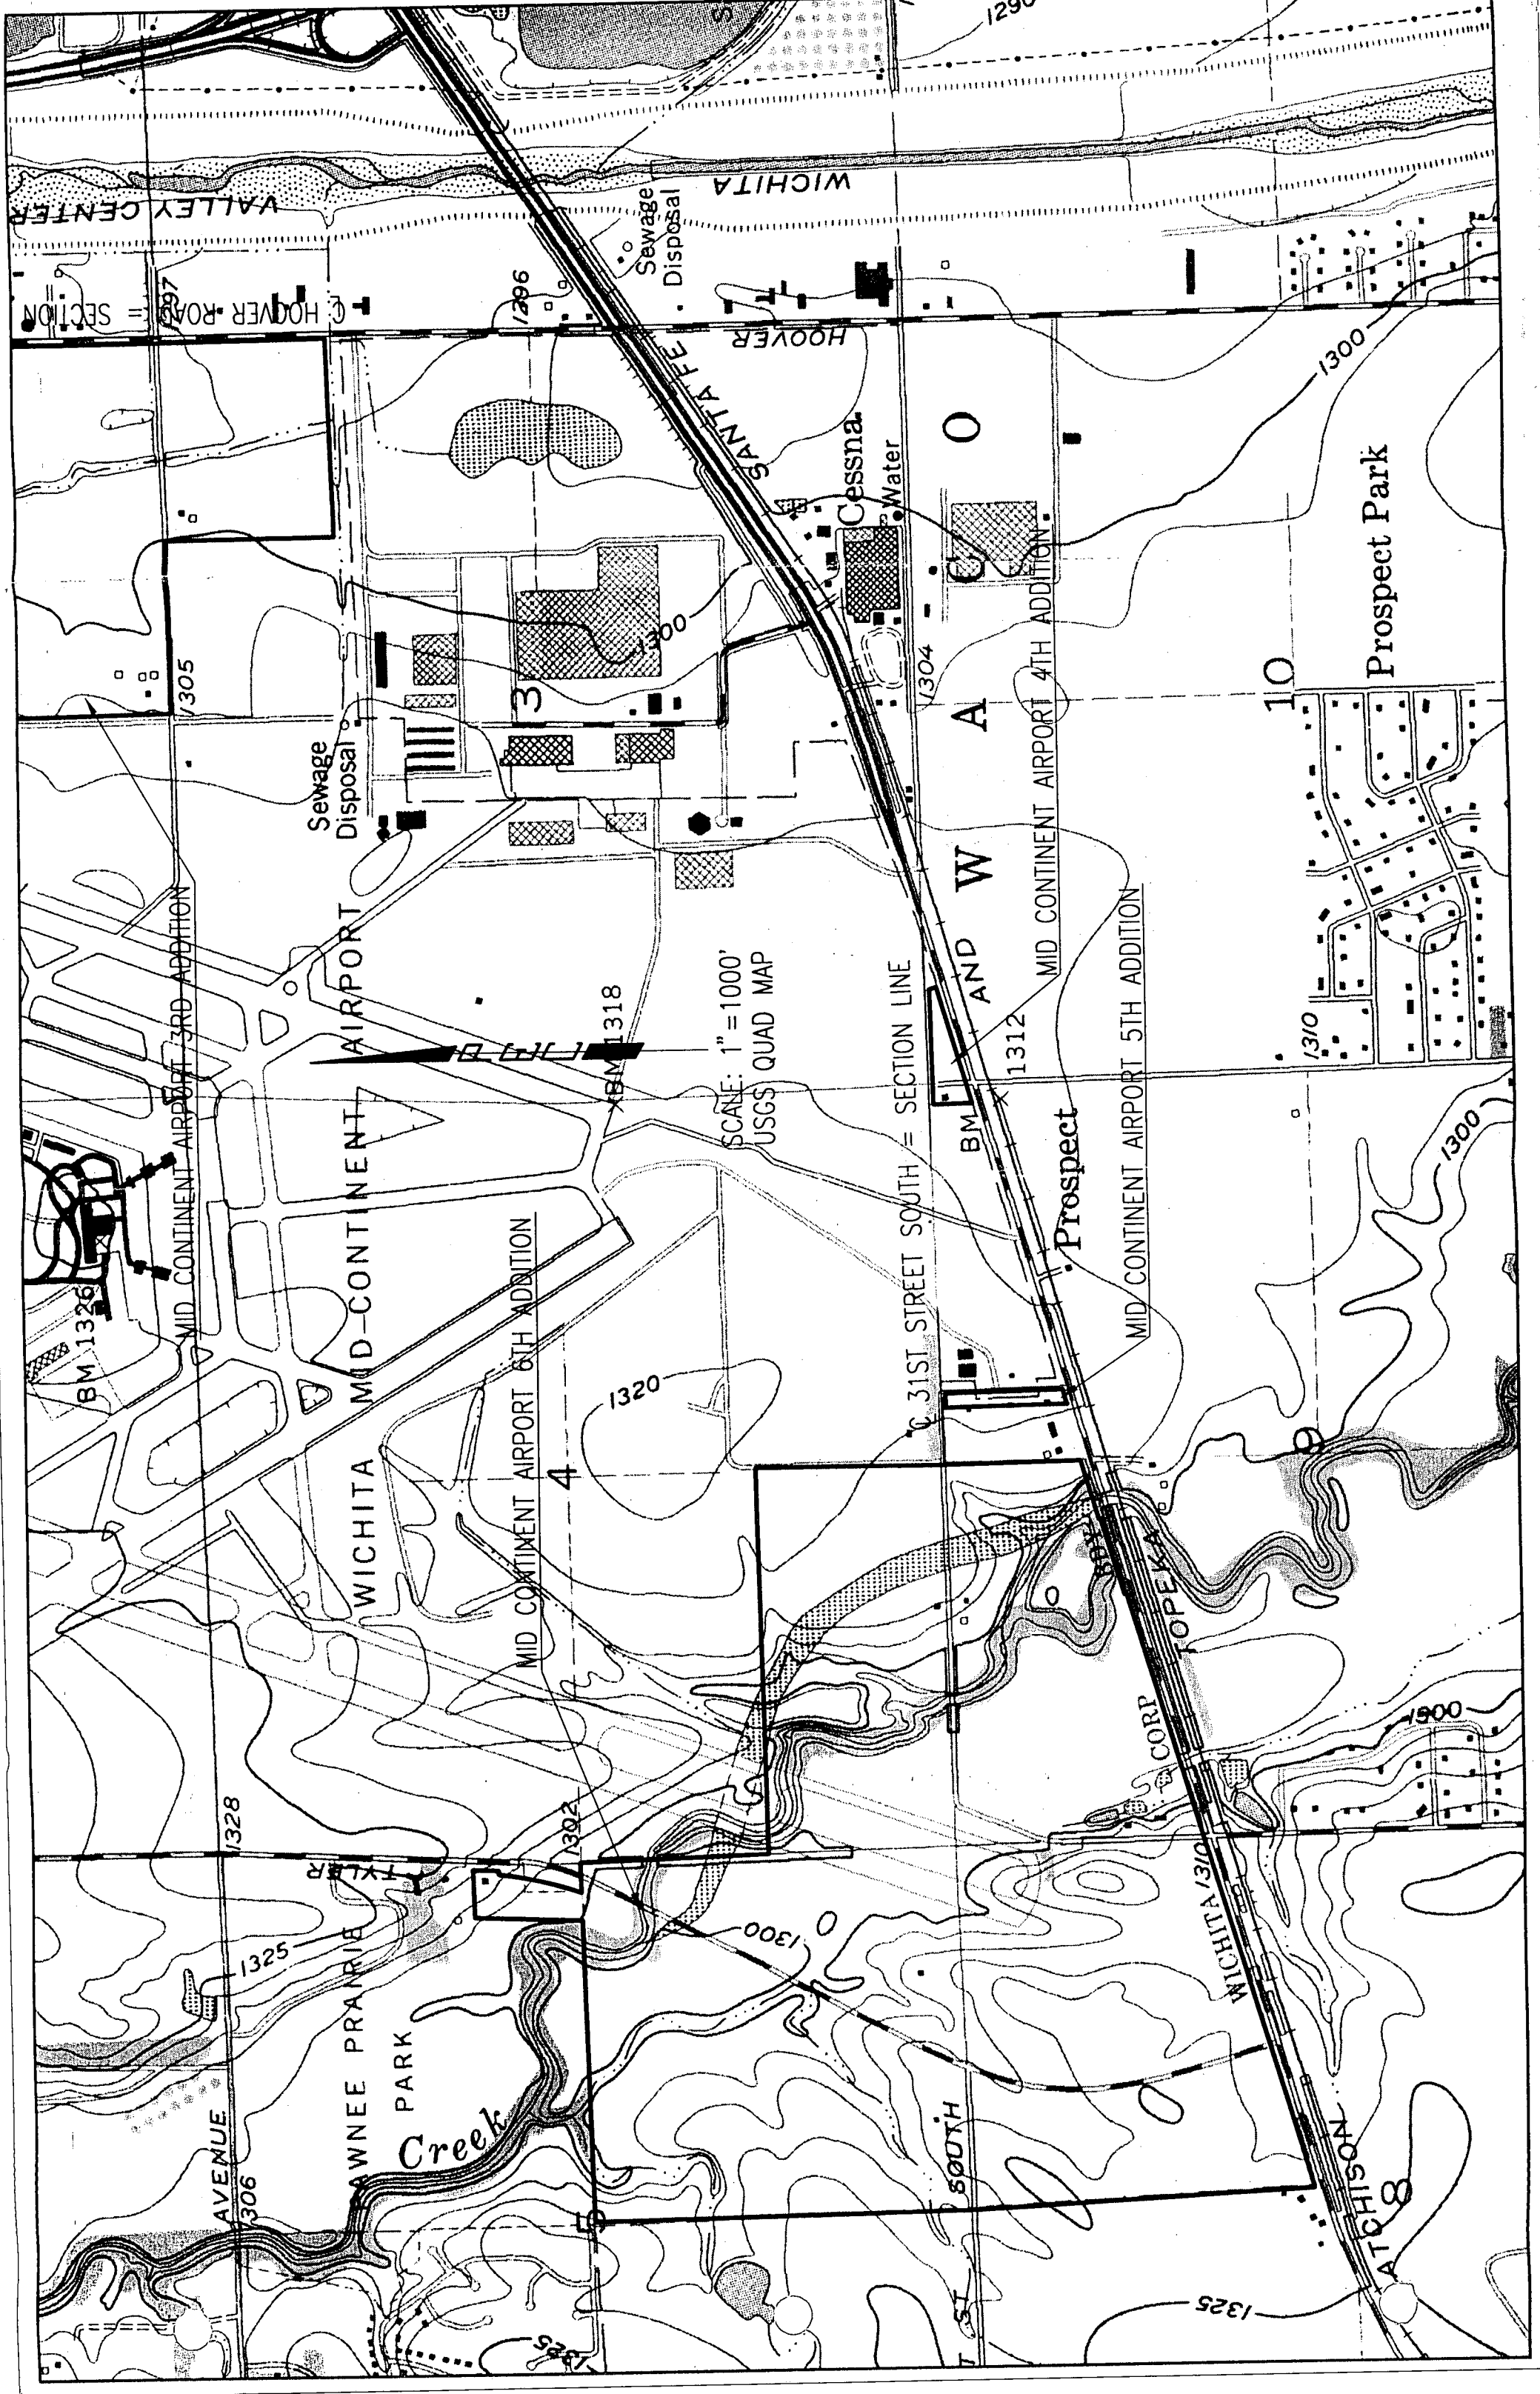 BM 1326
MID CONTINENT AIRPORT 3RD ADDITION
1305
1297
₵ HOOVER ROAD = SECTION
VALLEY CENTER
1290
AVENUE
1306
1328
1325
TYLER
PAWNEE PRAIRIE
PARK
Creek
WICHITA MID-CONTINENT AIRPORT
Sewage
Disposal
MID CONTINENT AIRPORT 6TH ADDITION
1302
4
5
3
1296
1320
BM 1318
1300
SCALE: 1"=1000'
USGS QUAD MAP
Sewage
Disposal
WICHITA
HOOVER
SANTA FE
Cessna
Water
1325
1300
ST
SOUTH
₵ 31ST STREET SOUTH = SECTION LINE
1304
BM
1312
AND
W A C O
MID CONTINENT AIRPORT 4TH ADDITION
Prospect
MID CONTINENT AIRPORT 5TH ADDITION
BDY
TOPEKA
CORP
WICHITA
1310
ATCHISON
8
9
10
1310
1300
Prospect Park
1300
1300
1325